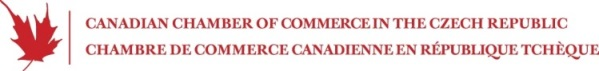 CANADIAN CHAMBER OF COMMERCE IN THE CZECH REPUBLIC
CHAMBRE DE COMMERCE CANADIENNE EN RÉPUBLIQUE TCHÈQUE